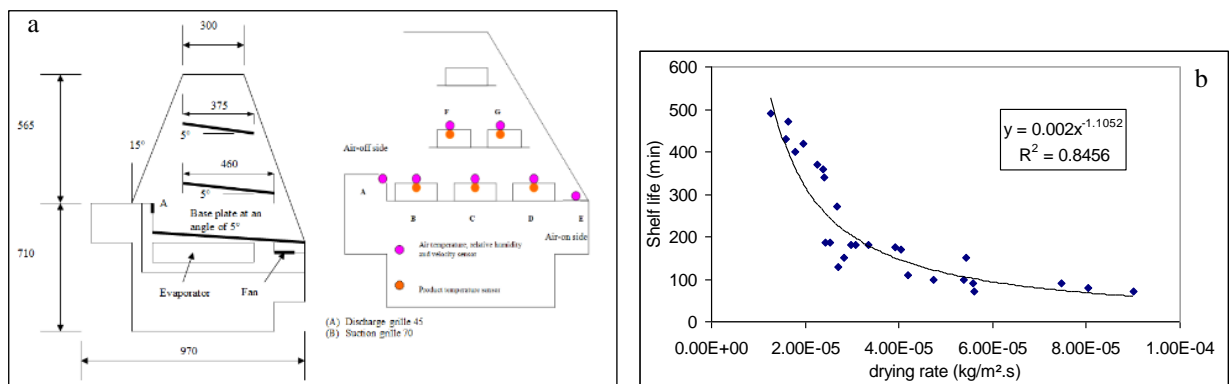 a
300
375
565
5°
15°
460
5°
A
Base plate at an
angle of 5°
710
Evaporator
Fan
970
F
G
Air-off side
A
B
C
D
E
Air-on side
Air temperature, relative humidity
and velocity sensor
Product temperature sensor
(A) Discharge grille 45
(B) Suction grille 70
b
600
500
400
300
200
100
0
Shelf life (min)
y = 0.002x^-1.1052
R² = 0.8456
0.00E+00
2.00E-05
4.00E-05
6.00E-05
8.00E-05
1.00E-04
drying rate (kg/m².s)